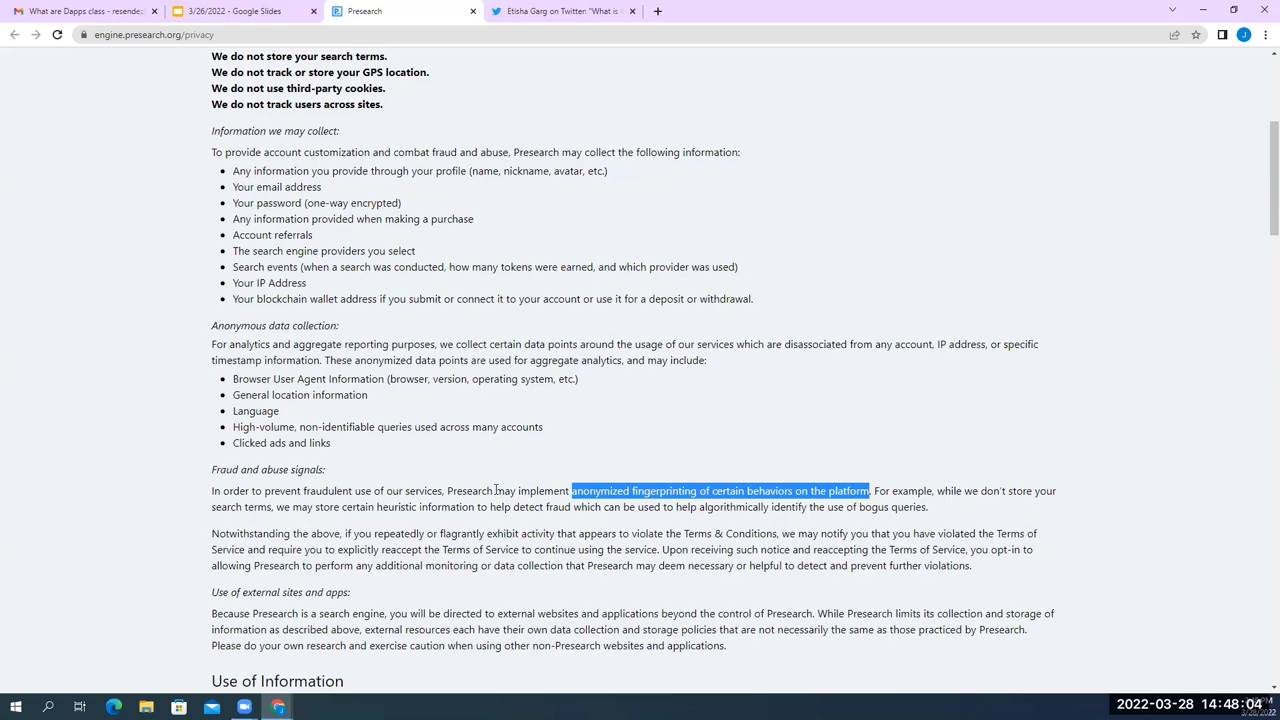 What are Dapps class - resende:
3/26/2022 - Google Slides
Presearch
Etisha Garg on Twitter: "What is
engine.presearch.org/privacy
J
We do not store your search terms.
We do not track or store your GPS location.
We do not use third-party cookies.
We do not track users across sites.
Information we may collect:
To provide account customization and combat fraud and abuse, Presearch may collect the following information:
Any information you provide through your profile (name, nickname, avatar, etc.)
Your email address
Your password (one-way encrypted)
Any information provided when making a purchase
Account referrals
The search engine providers you select
Search events (when a search was conducted, how many tokens were earned, and which provider was used)
Your IP Address
Your blockchain wallet address if you submit or connect it to your account or use it for a deposit or withdrawal.
Anonymous data collection:
For analytics and aggregate reporting purposes, we collect certain data points around the usage of our services which are disassociated from any account, IP address, or specific
timestamp information. These anonymized data points are used for aggregate analytics, and may include:
Browser User Agent Information (browser, version, operating system, etc.)
General location information
Language
High-volume, non-identifiable queries used across many accounts
Clicked ads and links
Fraud and abuse signals:
In order to prevent fraudulent use of our services, Presearch may implement anonymized fingerprinting of certain behaviors on the platform. For example, while we don't store your
search terms, we may store certain heuristic information to help detect fraud which can be used to help algorithmically identify the use of bogus queries.
Notwithstanding the above, if you repeatedly or flagrantly exhibit activity that appears to violate the Terms & Conditions, we may notify you that you have violated the Terms of
Service and require you to explicitly reaccept the Terms of Service to continue using the service. Upon receiving such notice and reaccepting the Terms of Service, you opt-in to
allowing Presearch to perform any additional monitoring or data collection that Presearch may deem necessary or helpful to detect and prevent further violations.
Use of external sites and apps:
Because Presearch is a search engine, you will be directed to external websites and applications beyond the control of Presearch. While Presearch limits its collection and storage of
information as described above, external resources each have their own data collection and storage policies that are not necessarily the same as those practiced by Presearch.
Please do your own research and exercise caution when using other non-Presearch websites and applications.
Use of Information
2022-03-28 14:48:04